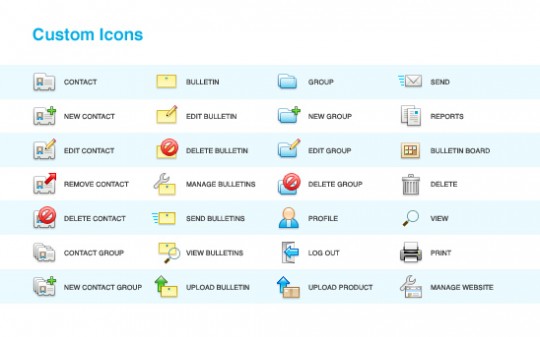 Custom Icons
CONTACT BULLETIN GROUP SEND
NEW CONTACT EDIT BULLETIN NEW GROUP REPORTS
EDIT CONTACT DELETE BULLETIN EDIT GROUP BULLETIN BOARD
REMOVE CONTACT MANAGE BULLETINS DELETE GROUP DELETE
DELETE CONTACT SEND BULLETINS PROFILE VIEW
CONTACT GROUP VIEW BULLETINS LOG OUT PRINT
NEW CONTACT GROUP UPLOAD BULLETIN UPLOAD PRODUCT MANAGE WEBSITE